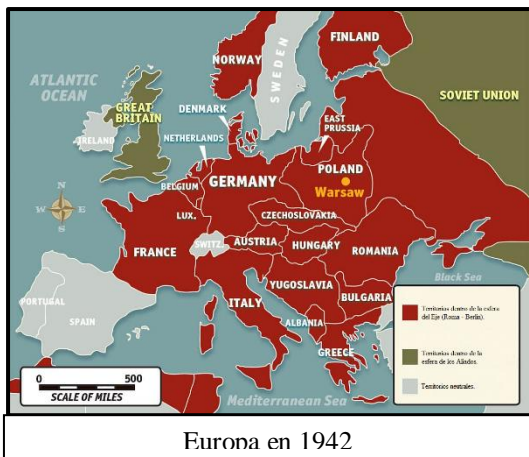 FINLAND
NORWAY
SWEDEN
ATLANTIC
OCEAN
SOVIET UNION
GREAT
BRITAIN
DENMARK
EAST
PRUSSIA
IRELAND
NETHERLANDS
POLAND
Warsaw
GERMANY
BELGIUM
LUX.
CZECHOSLOVAKIA
N
W
E
S
FRANCE
SWITZ.
AUSTRIA
HUNGARY
ROMANIA
Black Sea
YUGOSLAVIA
ITALY
BULGARIA
PORTUGAL
SPAIN
ALBANIA
GREECE
Territorios dentro de la esfera
del Eje (Roma - Berlín).
Territorios dentro de la
esfera de los Aliados.
Territorios neutrales.
0
500
SCALE OF MILES
Mediterranean Sea
Europa en 1942